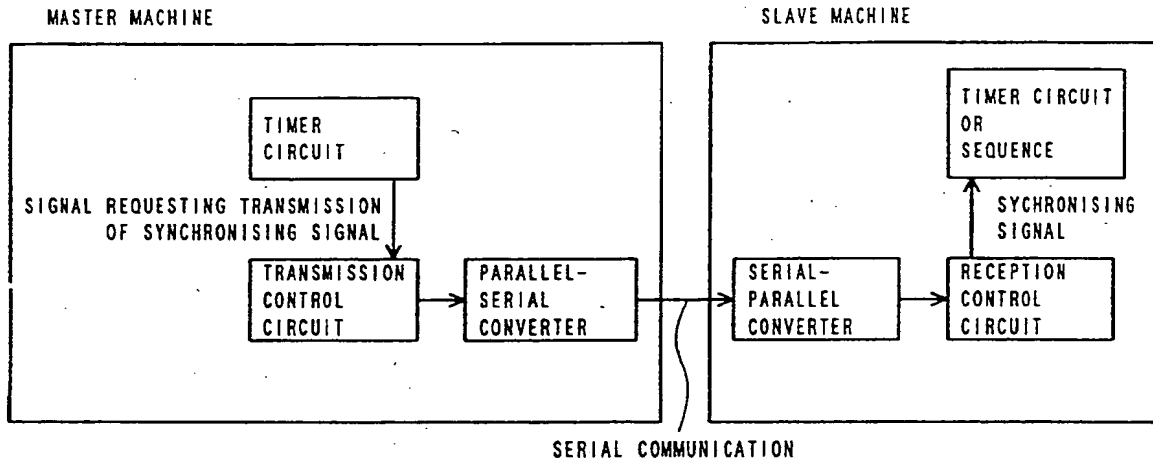 MASTER MACHINE
SLAVE MACHINE
TIMER
CIRCUIT
TIMER CIRCUIT
OR
SEQUENCE
SIGNAL REQUESTING TRANSMISSION
OF SYNCHRONISING SIGNAL
SYCHRONISING
SIGNAL
TRANSMISSION
CONTROL
CIRCUIT
PARALLEL-
SERIAL
CONVERTER
SERIAL-
PARALLEL
CONVERTER
RECEPTION
CONTROL
CIRCUIT
SERIAL COMMUNICATION